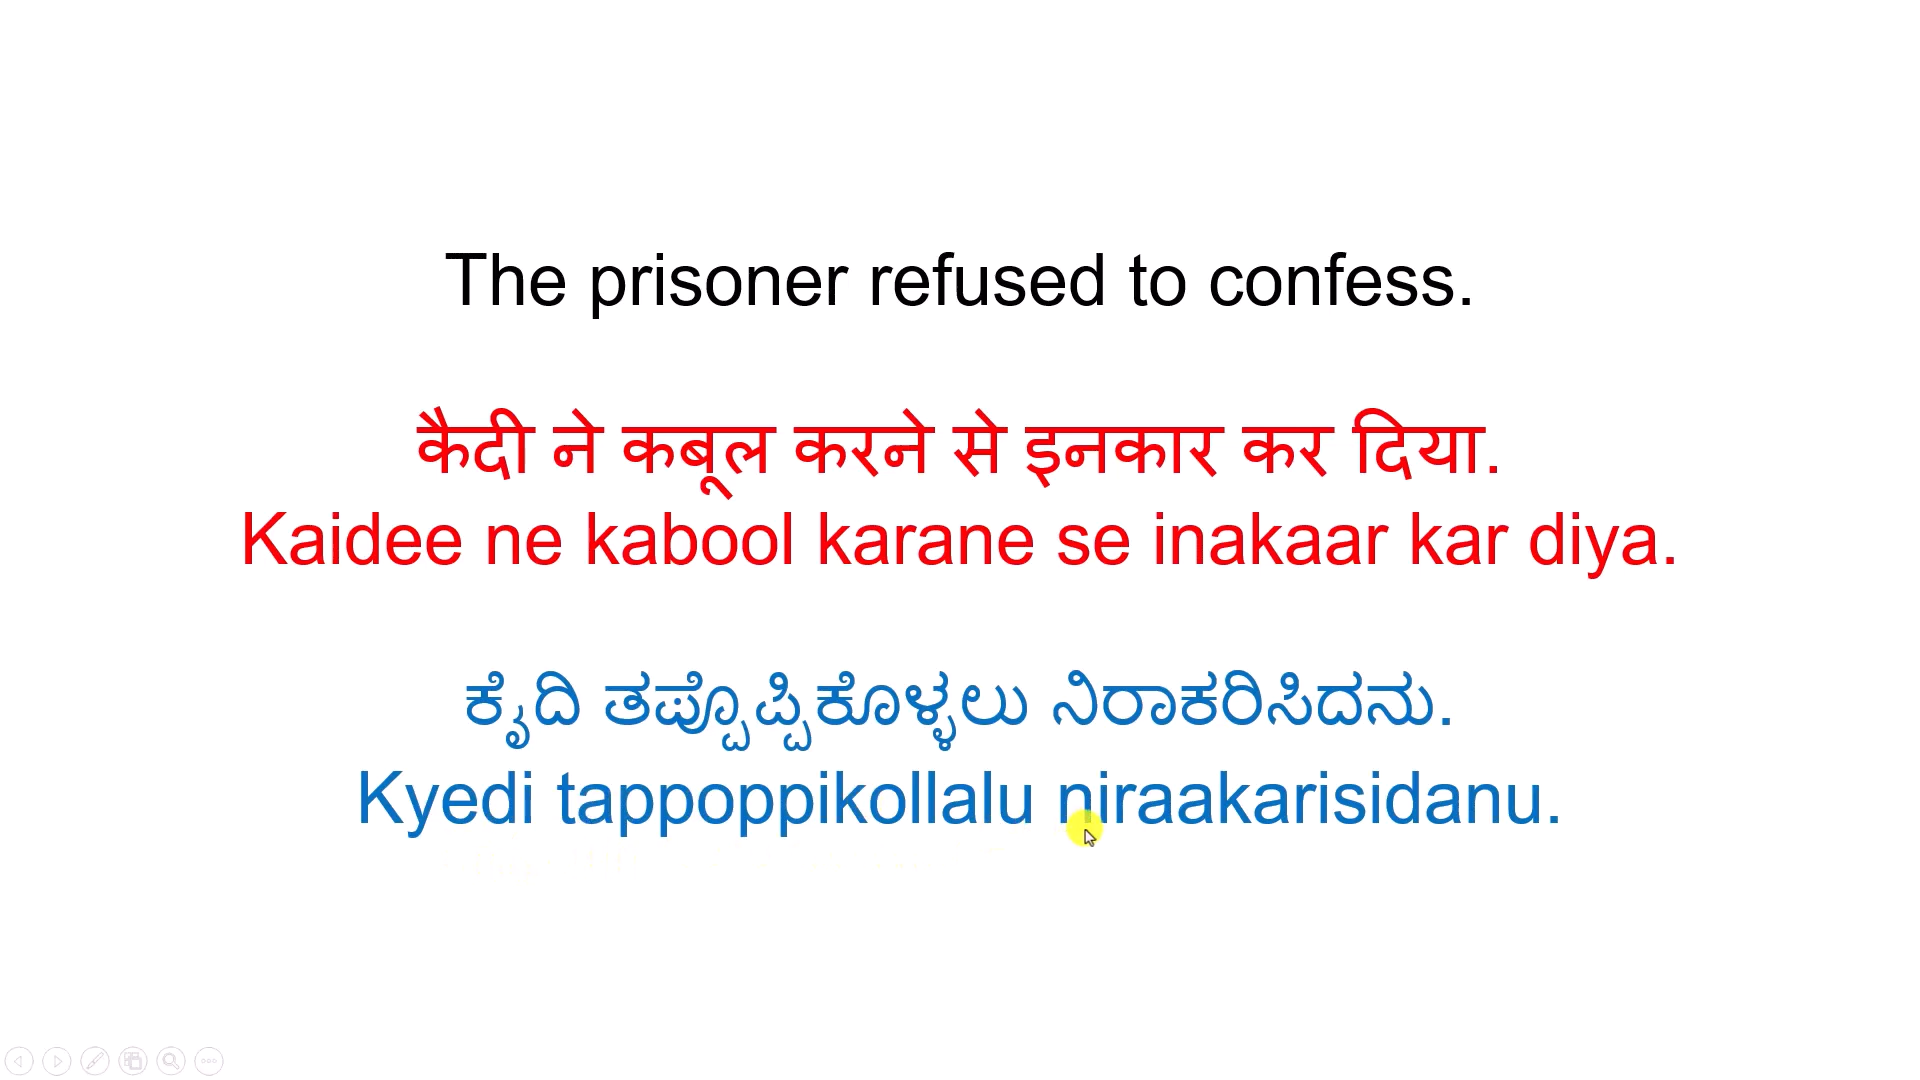 The prisoner refused to confess.
कैदी ने कबूल करने से इनकार कर दिया.
Kaidee ne kabool karane se inakaar kar diya.
ಕೈದಿ ತಪ್ಪೊಪ್ಪಿಕೊಳ್ಳಲು ನಿರಾಕರಿಸಿದನು.
Kyedi tappoppikollalu niraakarisidanu.